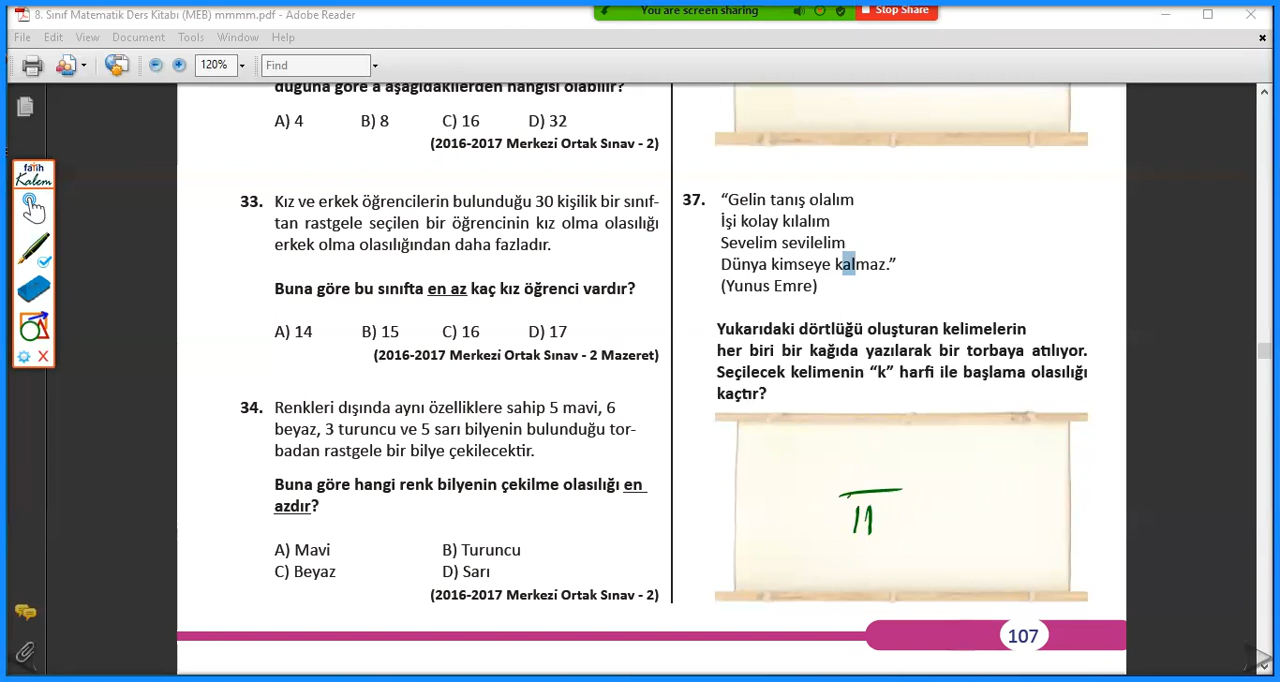 8. Sınıf Matematik Ders Kitabı (MEB) mmmm.pdf - Adobe Reader
You are screen sharing
Stop Share
File Edit View Document Tools Window Help
120%
Find
fatih
Kalem
duğuna göre a aşağıdakilerden hangisi olabilir?
A) 4 B) 8 C) 16 D) 32
(2016-2017 Merkezi Ortak Sınav - 2)
33. Kız ve erkek öğrencilerin bulunduğu 30 kişilik bir sınıf-
tan rastgele seçilen bir öğrencinin kız olma olasılığı
erkek olma olasılığından daha fazladır.
Buna göre bu sınıfta en az kaç kız öğrenci vardır?
A) 14 B) 15 C) 16 D) 17
(2016-2017 Merkezi Ortak Sınav - 2 Mazeret)
34. Renkleri dışında aynı özelliklere sahip 5 mavi, 6
beyaz, 3 turuncu ve 5 sarı bilyenin bulunduğu tor-
badan rastgele bir bilye çekilecektir.
Buna göre hangi renk bilyenin çekilme olasılığı en
azdır?
A) Mavi B) Turuncu
C) Beyaz D) Sarı
(2016-2017 Merkezi Ortak Sınav - 2)
37. “Gelin tanış olalım
İşi kolay kılalım
Sevelim sevilelim
Dünya kimseye kalmaz.”
(Yunus Emre)
Yukarıdaki dörtlüğü oluşturan kelimelerin
her biri bir kağıda yazılarak bir torbaya atılıyor.
Seçilecek kelimenin “k” harfi ile başlama olasılığı
kaçtır?
11
107